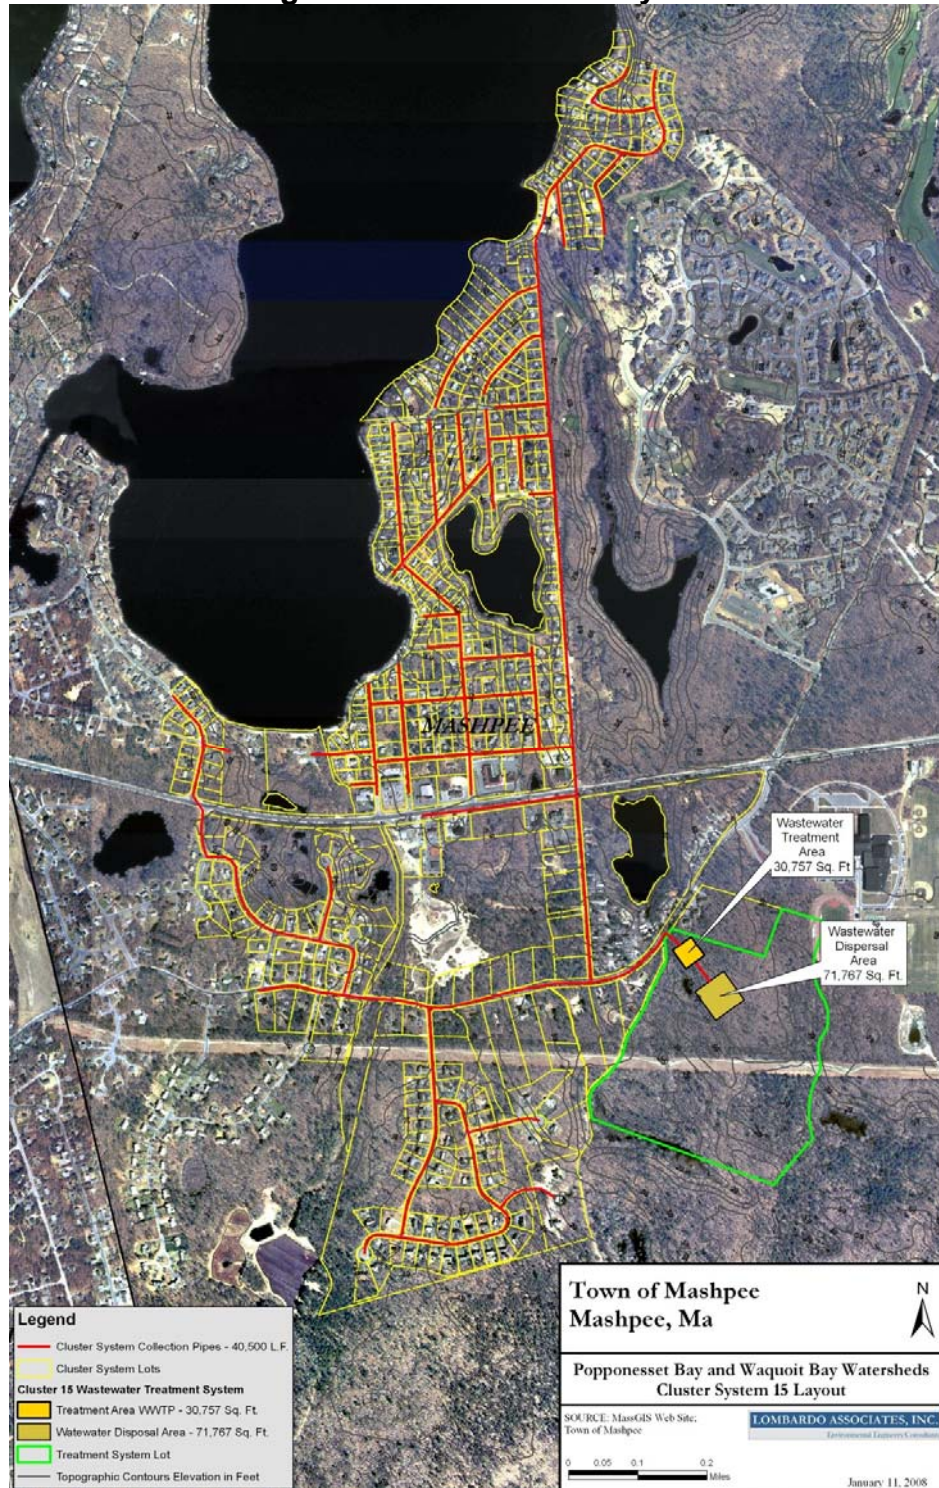 MASHPEE
Wastewater
Treatment
Area
30,757 Sq. Ft
Wastewater
Dispersal
Area
71,767 Sq. Ft.
Legend
Cluster System Collection Pipes - 40,500 L.F.
Cluster System Lots
Cluster 15 Wastewater Treatment System
Treatment Area WWTP - 30,757 Sq. Ft.
Watewater Disposal Area - 71,767 Sq. Ft.
Treatment System Lot
Topographic Contours Elevation in Feet
Town of Mashpee
Mashpee, Ma
N
Popponesset Bay and Waquoit Bay Watersheds
Cluster System 15 Layout
SOURCE: MassGIS Web Site;
Town of Mashpee
LOMBARDO ASSOCIATES, INC.
Environmental Engineers/Consultants
0 0.05 0.1 0.2
Miles
January 11, 2008